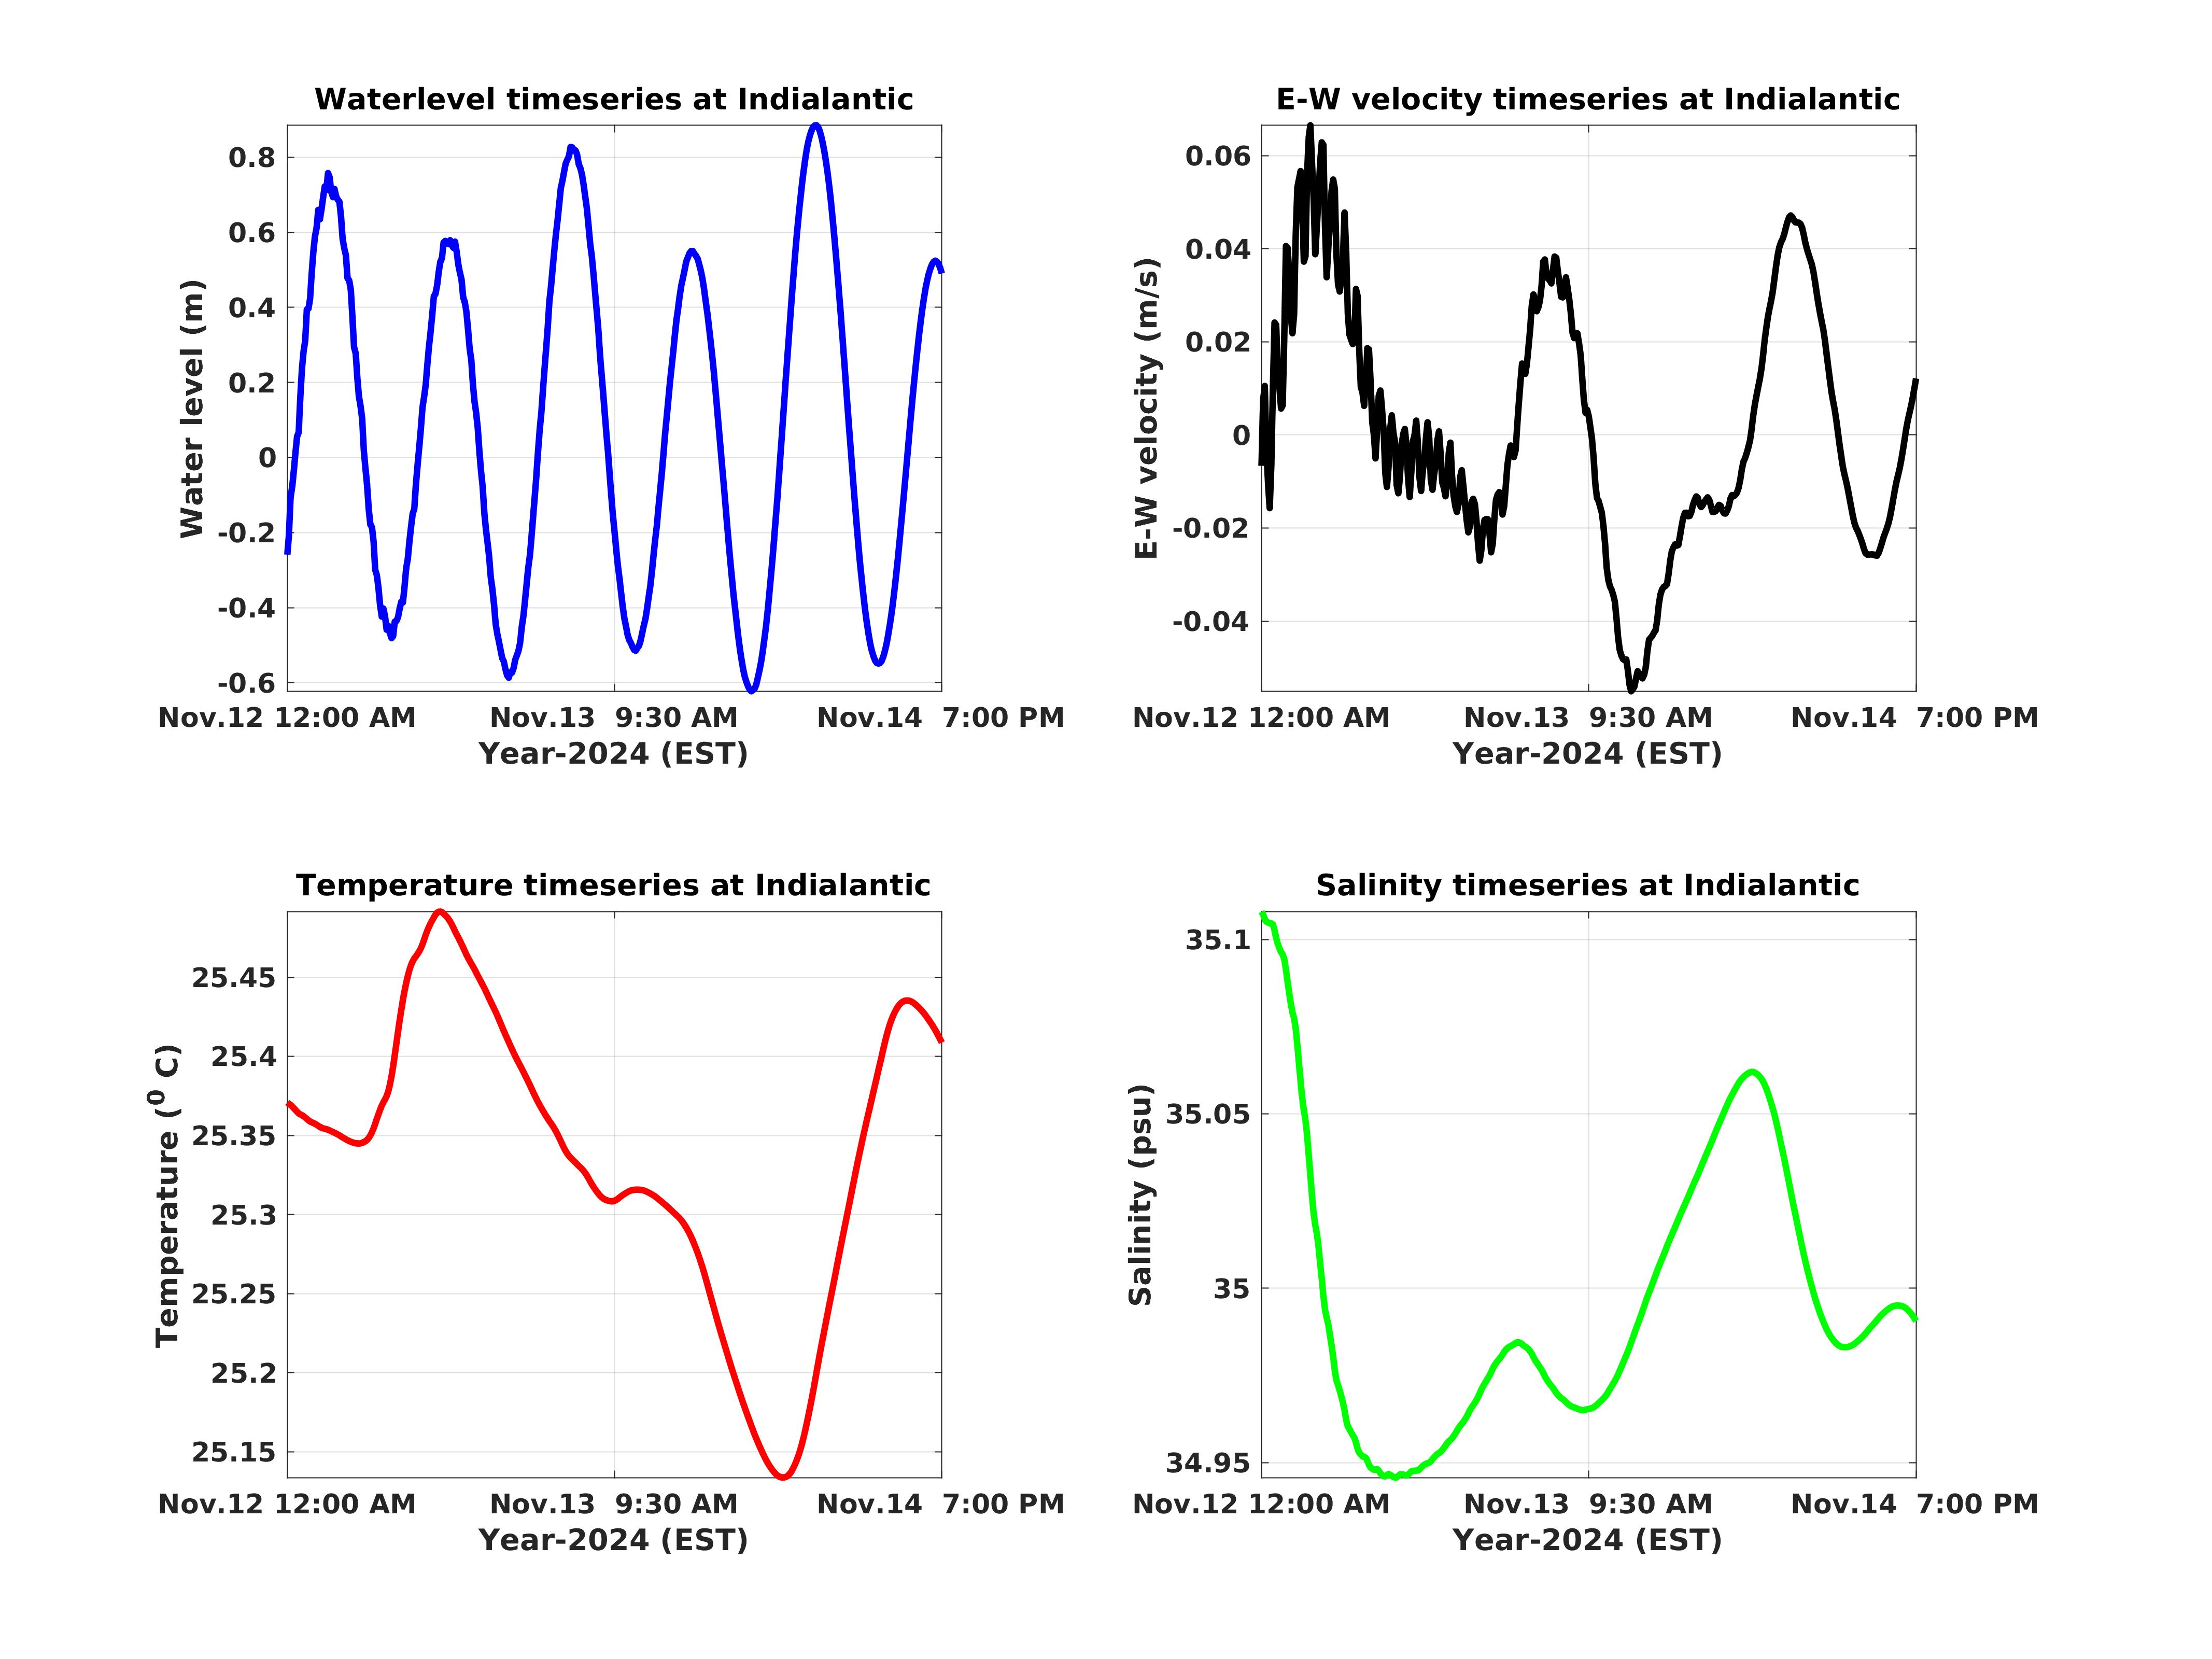 Waterlevel timeseries at Indialantic
Water level (m)
0.8
0.6
0.4
0.2
0
-0.2
-0.4
-0.6
Nov.12 12:00 AM
Nov.13 9:30 AM
Nov.14 7:00 PM
Year-2024 (EST)
E-W velocity timeseries at Indialantic
E-W velocity (m/s)
0.06
0.04
0.02
0
-0.02
-0.04
Nov.12 12:00 AM
Nov.13 9:30 AM
Nov.14 7:00 PM
Year-2024 (EST)
Temperature timeseries at Indialantic
Temperature (⁰ C)
25.45
25.4
25.35
25.3
25.25
25.2
25.15
Nov.12 12:00 AM
Nov.13 9:30 AM
Nov.14 7:00 PM
Year-2024 (EST)
Salinity timeseries at Indialantic
Salinity (psu)
35.1
35.05
35
34.95
Nov.12 12:00 AM
Nov.13 9:30 AM
Nov.14 7:00 PM
Year-2024 (EST)